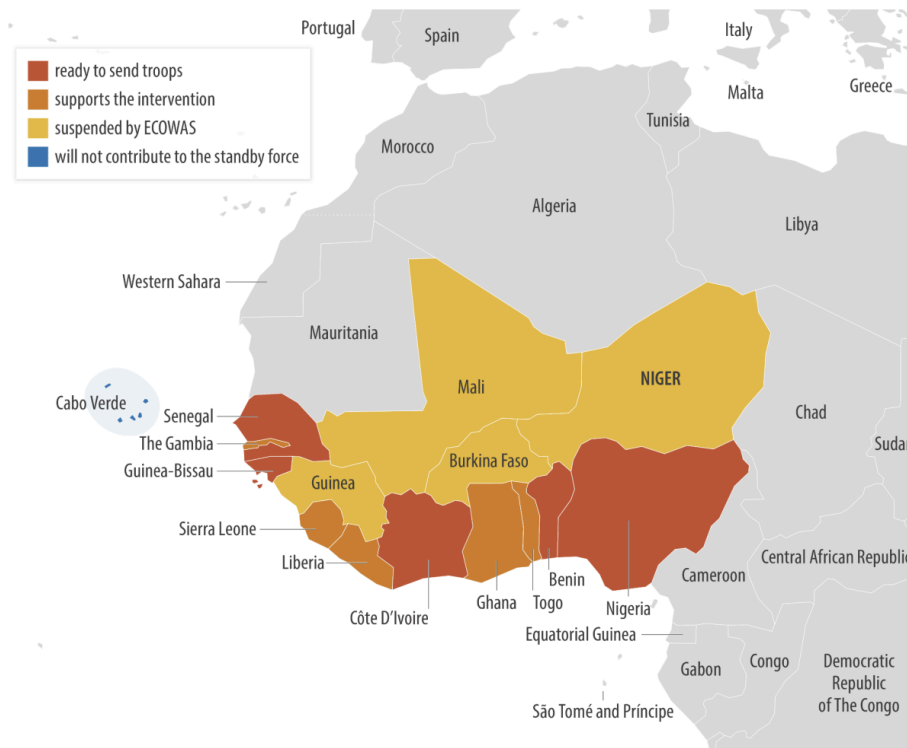 Portugal
Spain
Italy
Malta
Greece
ready to send troops
supports the intervention
suspended by ECOWAS
will not contribute to the standby force
Tunisia
Morocco
Algeria
Libya
Western Sahara
Mauritania
Mali
NIGER
Chad
Cabo Verde
Senegal
The Gambia
Guinea-Bissau
Sudan
Burkina Faso
Guinea
Sierra Leone
Liberia
Central African Republic
Cameroon
Benin
Ghana
Togo
Nigeria
Côte D'Ivoire
Equatorial Guinea
Gabon
Congo
Democratic
Republic
of The Congo
São Tomé and Príncipe